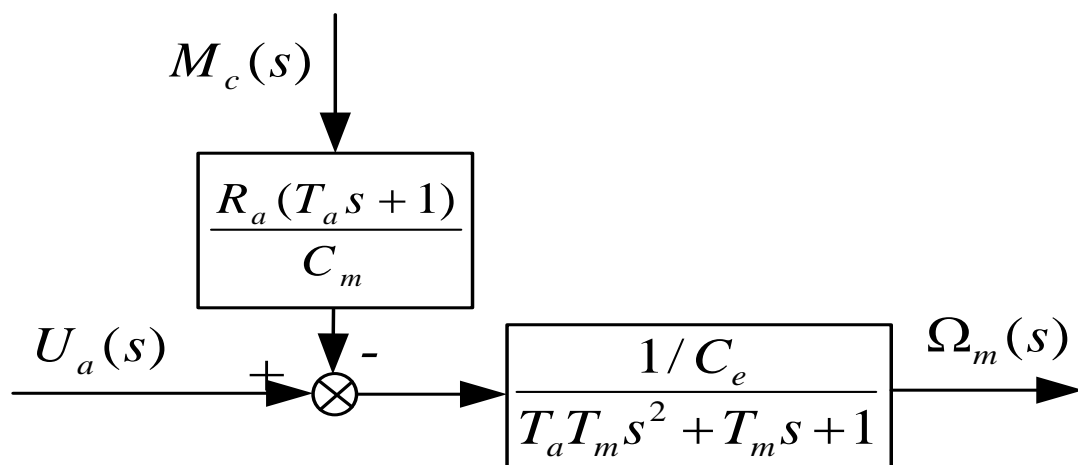 M_c(s)
R_a(T_a s + 1)
C_m
U_a(s)
+
-
1/C_e
T_a T_m s^2 + T_m s + 1
Ω_m(s)